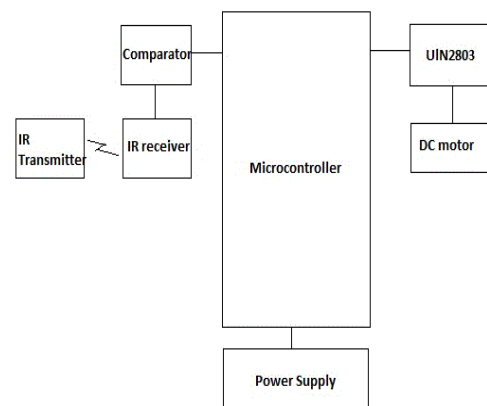 Comparator
UlN2803
IR
Transmitter
IR receiver
DC motor
Microcontroller
Power Supply